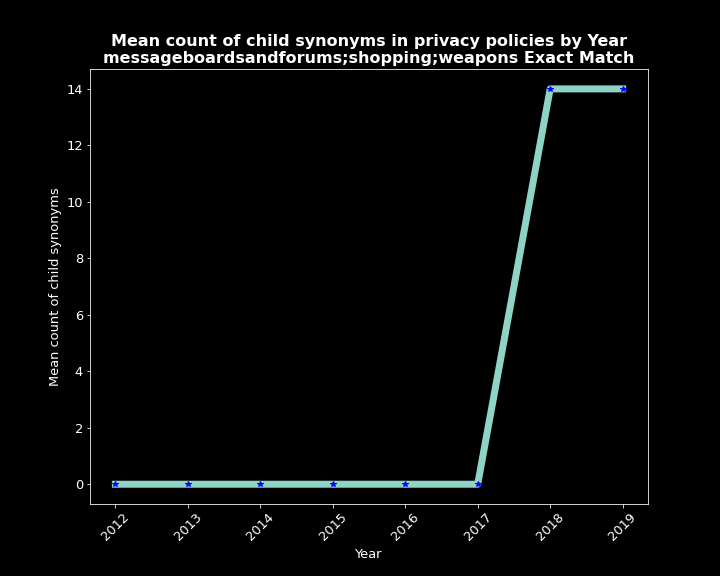 Mean count of child synonyms in privacy policies by Year
messageboardsandforums;shopping;weapons Exact Match
14
12
10
8
6
4
2
0
Mean count of child synonyms
2012 2013 2014 2015 2016 2017 2018 2019
Year